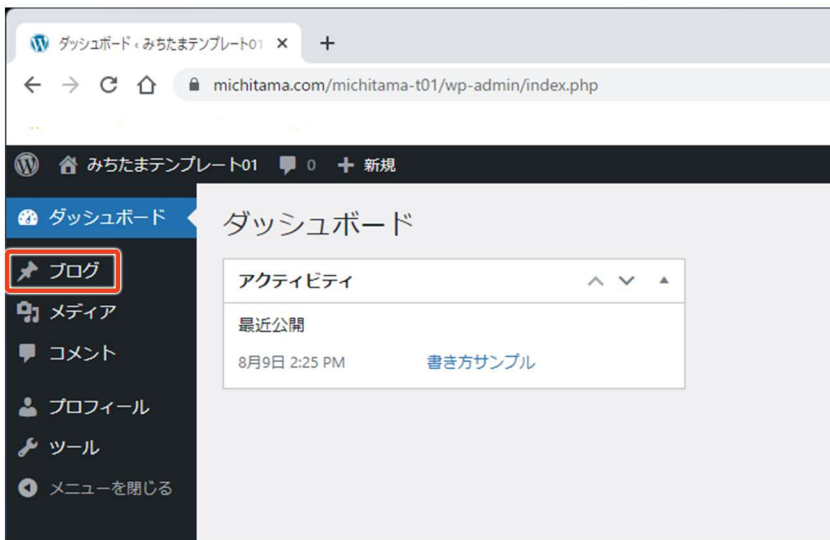 ダッシュボード ‹ みちたまテンプレート01
michitama.com/michitama-t01/wp-admin/index.php
みちたまテンプレート01 0 新規
ダッシュボード
ブログ
メディア
コメント
プロフィール
ツール
メニューを閉じる
ダッシュボード
アクティビティ
最近公開
8月9日 2:25 PM 書き方サンプル